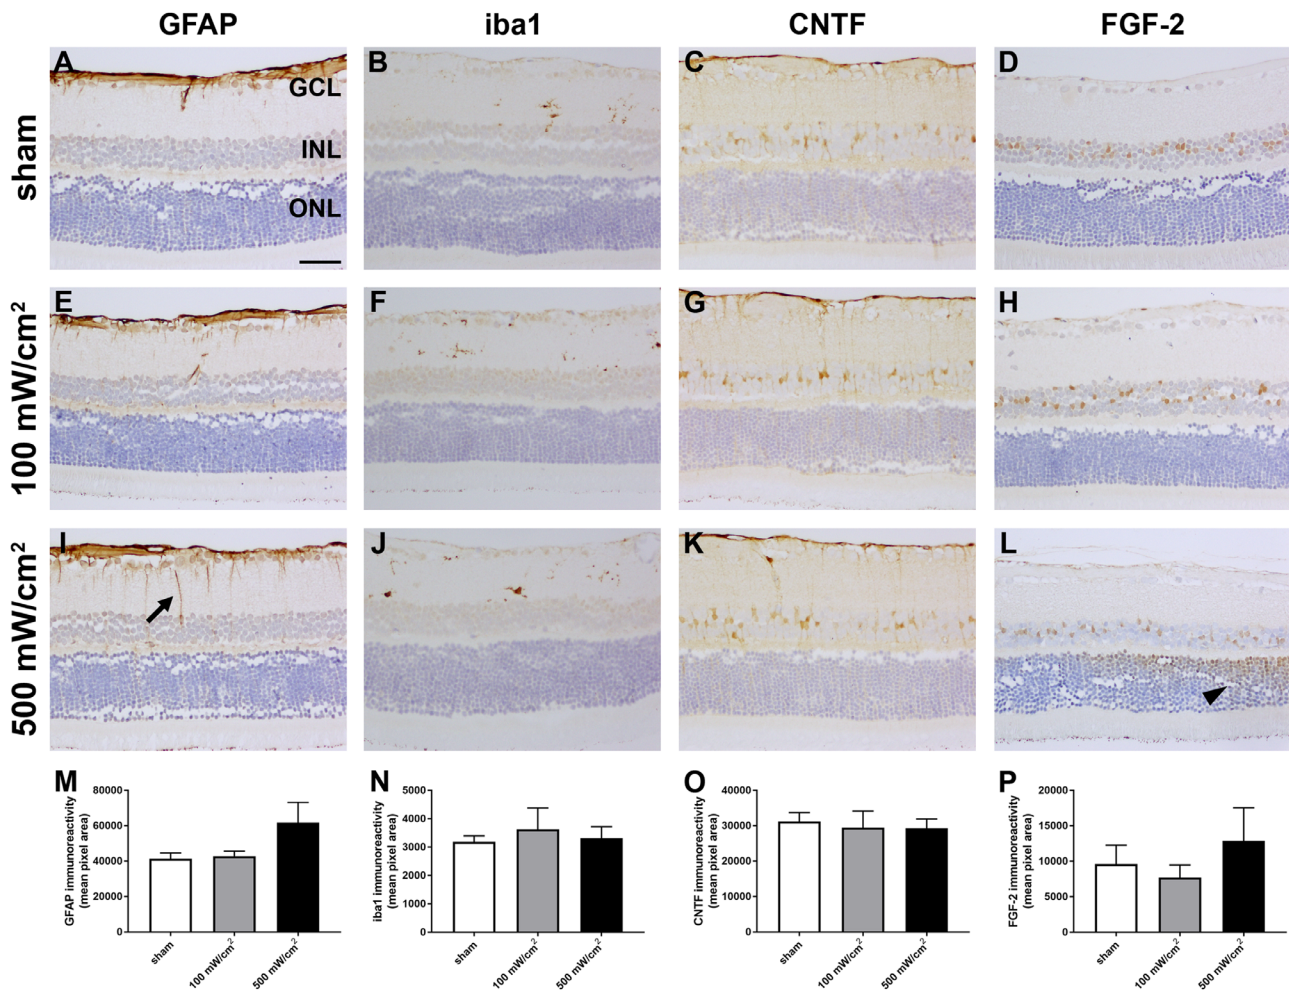 GFAP
iba1
CNTF
FGF-2
sham
A
GCL
INL
ONL
B
C
D
100 mW/cm²
E
F
G
H
500 mW/cm²
I
J
K
L
M
GFAP immunoreactivity
(mean pixel area)
80000
60000
40000
20000
0
sham
100 mW/cm²
500 mW/cm²
N
iba1 immunoreactivity
(mean pixel area)
5000
4000
3000
2000
1000
0
sham
100 mW/cm²
500 mW/cm²
O
CNTF immunoreactivity
(mean pixel area)
40000
30000
20000
10000
0
sham
100 mW/cm²
500 mW/cm²
P
FGF-2 immunoreactivity
(mean pixel area)
20000
15000
10000
5000
0
sham
100 mW/cm²
500 mW/cm²